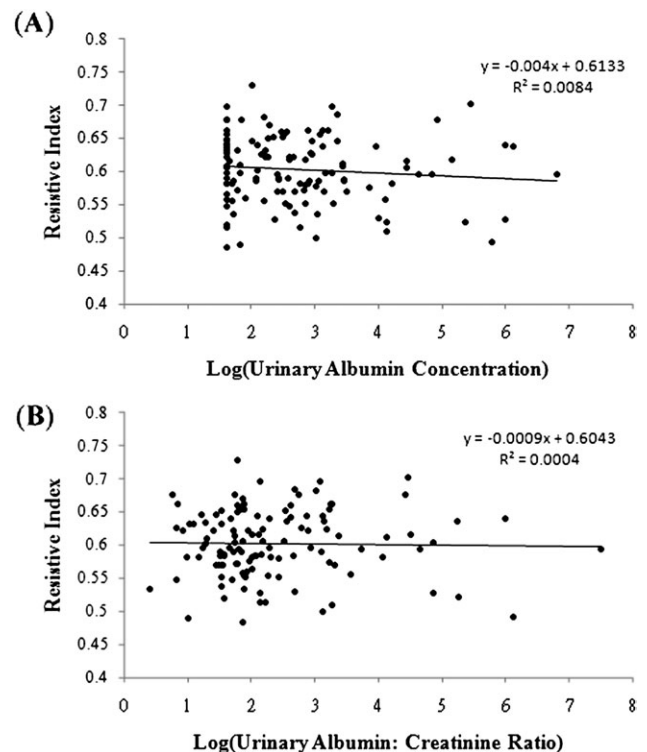 (A)
0.8
0.75
0.7
0.65
0.6
0.55
0.5
0.45
0.4
Resistive Index
y = -0.004x + 0.6133
R² = 0.0084
0 1 2 3 4 5 6 7 8
Log(Urinary Albumin Concentration)
(B)
0.8
0.75
0.7
0.65
0.6
0.55
0.5
0.45
0.4
Resistive Index
y = -0.0009x + 0.6043
R² = 0.0004
0 1 2 3 4 5 6 7 8
Log(Urinary Albumin: Creatinine Ratio)